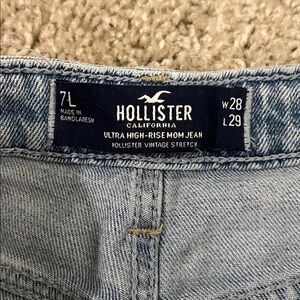 7L
MADE IN
BANGLADESH
HOLLISTER
CALIFORNIA
ULTRA HIGH-RISE MOM JEAN
HOLLISTER VINTAGE STRETCH
W 28
L 29